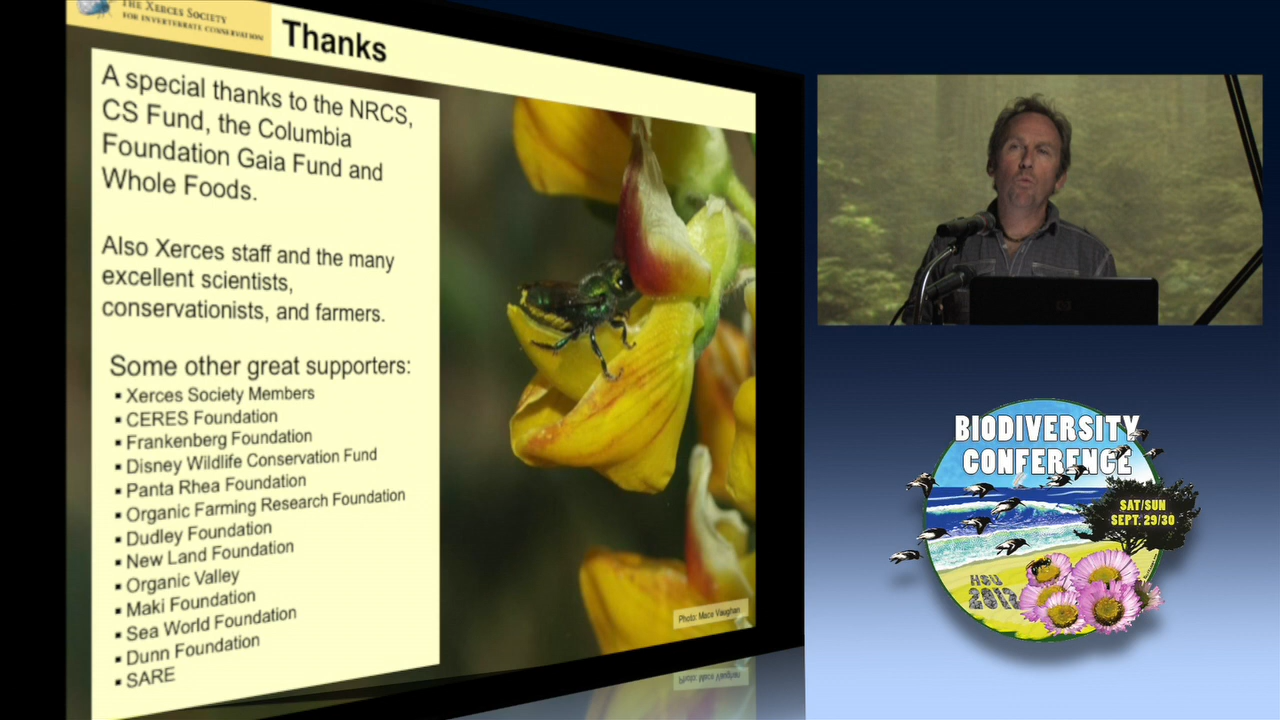 THE XERCES SOCIETY
FOR INVERTEBRATE CONSERVATION
Thanks
A special thanks to the NRCS,
CS Fund, the Columbia
Foundation Gaia Fund and
Whole Foods.
Also Xerces staff and the many
excellent scientists,
conservationists, and farmers.
Some other great supporters:
▪ Xerces Society Members
▪ CERES Foundation
▪ Frankenberg Foundation
▪ Disney Wildlife Conservation Fund
▪ Panta Rhea Foundation
▪ Organic Farming Research Foundation
▪ Dudley Foundation
▪ New Land Foundation
▪ Organic Valley
▪ Maki Foundation
▪ Sea World Foundation
▪ Dunn Foundation
▪ SARE
Photo: Mace Vaughan
BIODIVERSITY
CONFERENCE
SAT/SUN
SEPT. 29/30
HSU
2012